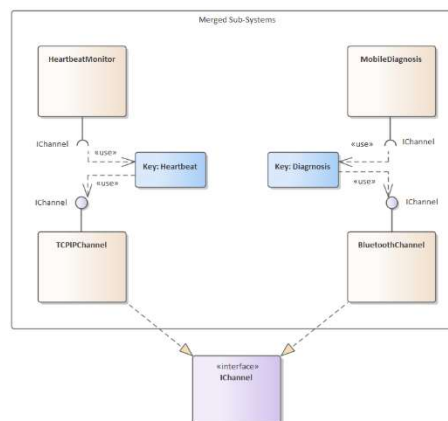 Merged Sub-Systems
HeartbeatMonitor
MobileDiagnosis
IChannel
IChannel
«use»
«use»
Key: Heartbeat
Key: Diagrnosis
«use»
«use»
IChannel
IChannel
TCPIPChannel
BluetoothChannel
«interface»
IChannel